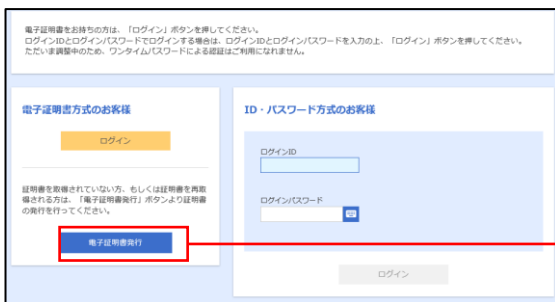 電子証明書をお持ちの方は、「ログイン」ボタンを押してください。
ログインIDとログインパスワードでログインする場合は、ログインIDとログインパスワードを入力の上、「ログイン」ボタンを押してください。
ただいま調整中のため、ワンタイムパスワードによる認証はご利用になれません。
電子証明書方式のお客様
ログイン
証明書を取得されていない方、もしくは証明書を再取
得される方は、「電子証明書発行」ボタンより証明書
の発行を行ってください。
電子証明書発行
ID・パスワード方式のお客様
ログインID
ログインパスワード
ログイン